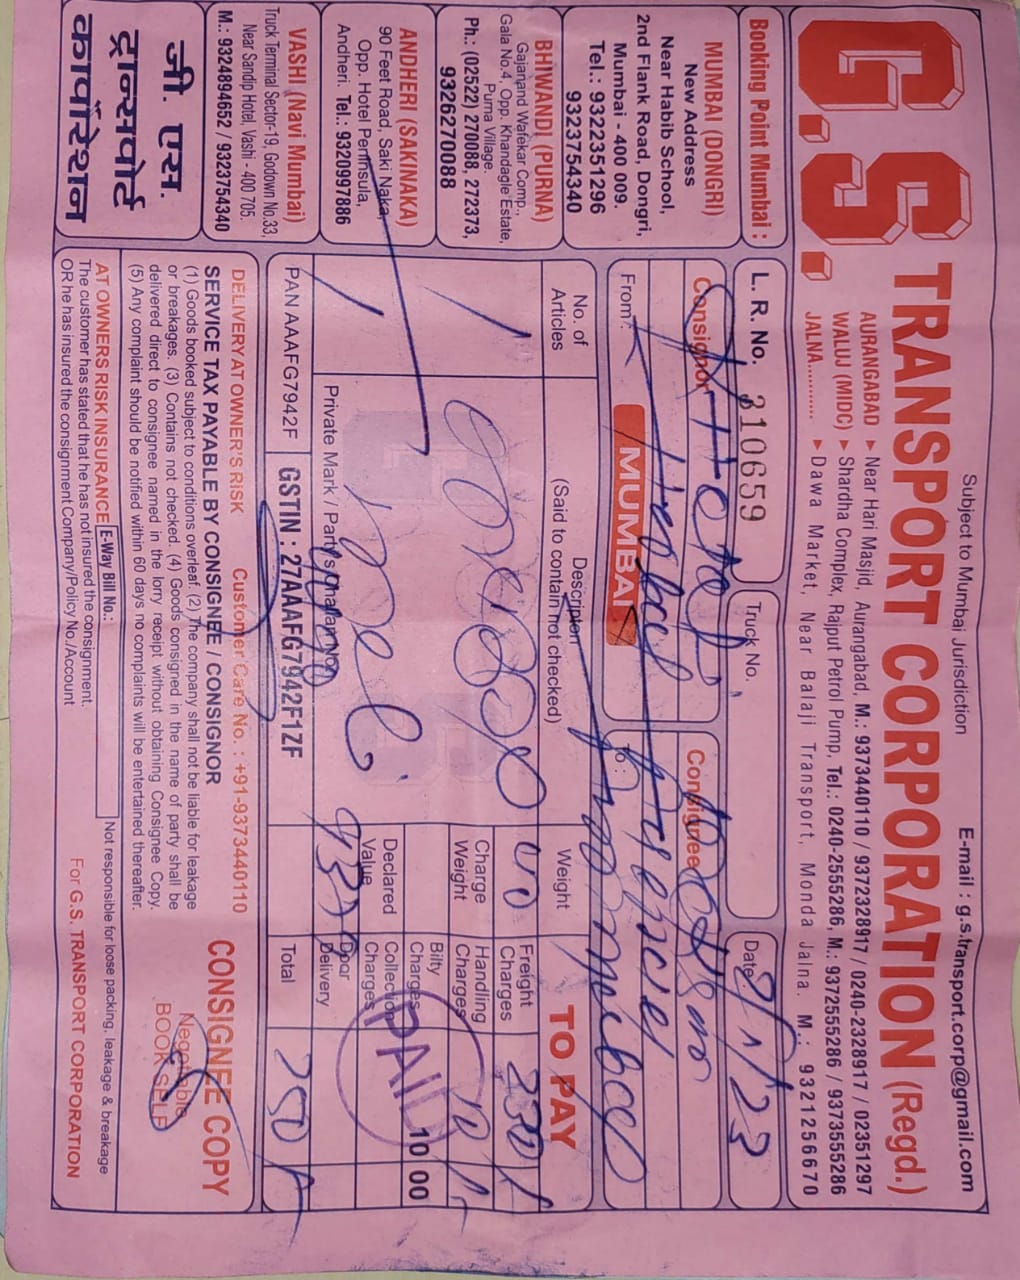 Subject to Mumbai Jurisdiction
E-mail : g.s.transport.corp@gmail.com
G.S. TRANSPORT CORPORATION (Regd.)
AURANGABAD ▸ Near Hari Masjid, Aurangabad, M.: 9373440110 / 9372328917 / 0240-2328917 / 02351297
WALUJ (MIDC) ▸ Shardha Complex, Rajput Petrol Pump, Tel.: 0240-2555286, M.: 9372555286 / 9373555286
JALNA............ ▸ Dawa Market, Near Balaji Transport, Monda Jalna. M.: 9321256670
Booking Point Mumbai :
MUMBAI (DONGRI)
New Address
Near Habib School,
2nd Flank Road, Dongri,
Mumbai - 400 009.
Tel.: 9322351296
9323754340
BHIWANDI (PURNA)
Gajanand Wafekar Comp.,
Gala No.4, Opp. Khandagle Estate,
Purna Village.
Ph.: (02522) 270088, 272373,
9326270088
ANDHERI (SAKINAKA)
90 Feet Road, Saki Naka,
Opp. Hotel Peninsula,
Andheri. Tel.: 9320997886
VASHI (Navi Mumbai)
Truck Terminal Sector-19, Godown No.33,
Near Sandip Hotel, Vashi - 400 705.
M.: 9324894652 / 9323754340
जी. एस.
ट्रान्सपोर्ट
कार्पोरेशन
L. R. No. 310659
Truck No.
Date 9/1/23
Consignor
Consignee
From :
MUMBAI
To :
No. of
Articles
Description
(Said to contain not checked)
Weight
TO PAY
Freight
Charges
230
Charge
Weight
Handling
Charges
10
Bilty
Charges
10 00
Declared
Value
Collection
Charges
PAID
Private Mark / Party's Challan No.
Door
Delivery
PAN AAAFG7942F
GSTIN : 27AAAFG7942F1ZF
Total
250
DELIVERY AT OWNER'S RISK
Customer Care No. : +91-9373440110
SERVICE TAX PAYABLE BY CONSIGNEE / CONSIGNOR
(1) Goods booked subject to conditions overleaf. (2) The company shall not be liable for leakage
or breakages. (3) Contains not checked. (4) Goods consigned in the name of party shall be
delivered direct to consignee named in the lorry receipt without obtaining Consignee Copy.
(5) Any complaint should be notified within 60 days no complaints will be entertained thereafter.
CONSIGNEE COPY
Negotiable
BOOK SELF
AT OWNERS RISK INSURANCE
E-Way Bill No.:
The customer has stated that he has not insured the consignment.
OR he has insured the consignment Company/Policy No./Account
Not responsible for loose packing, leakage & breakage
For G.S. TRANSPORT CORPORATION